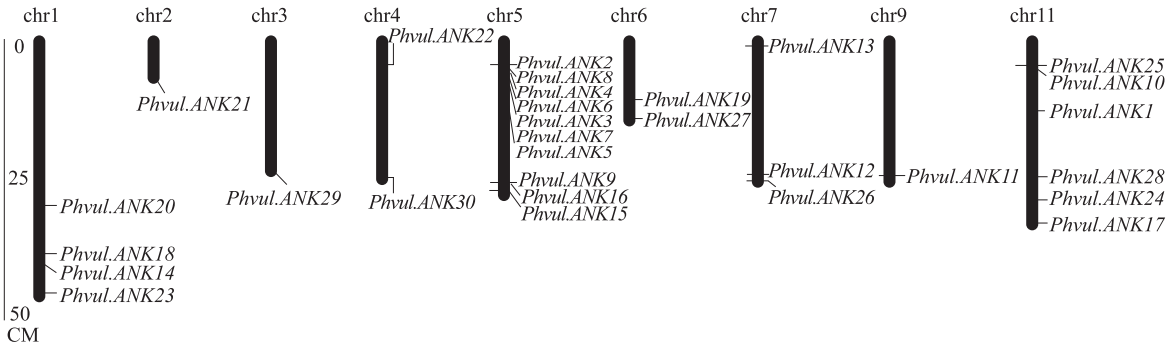 chr1 chr2 chr3 chr4 chr5 chr6 chr7 chr9 chr11
0
25
50
CM
Phvul.ANK20
Phvul.ANK18
Phvul.ANK14
Phvul.ANK23
Phvul.ANK21
Phvul.ANK29
Phvul.ANK22
Phvul.ANK30
Phvul.ANK2
Phvul.ANK8
Phvul.ANK4
Phvul.ANK6
Phvul.ANK3
Phvul.ANK7
Phvul.ANK5
Phvul.ANK9
Phvul.ANK16
Phvul.ANK15
Phvul.ANK19
Phvul.ANK27
Phvul.ANK13
Phvul.ANK12
Phvul.ANK26
Phvul.ANK11
Phvul.ANK25
Phvul.ANK10
Phvul.ANK1
Phvul.ANK28
Phvul.ANK24
Phvul.ANK17